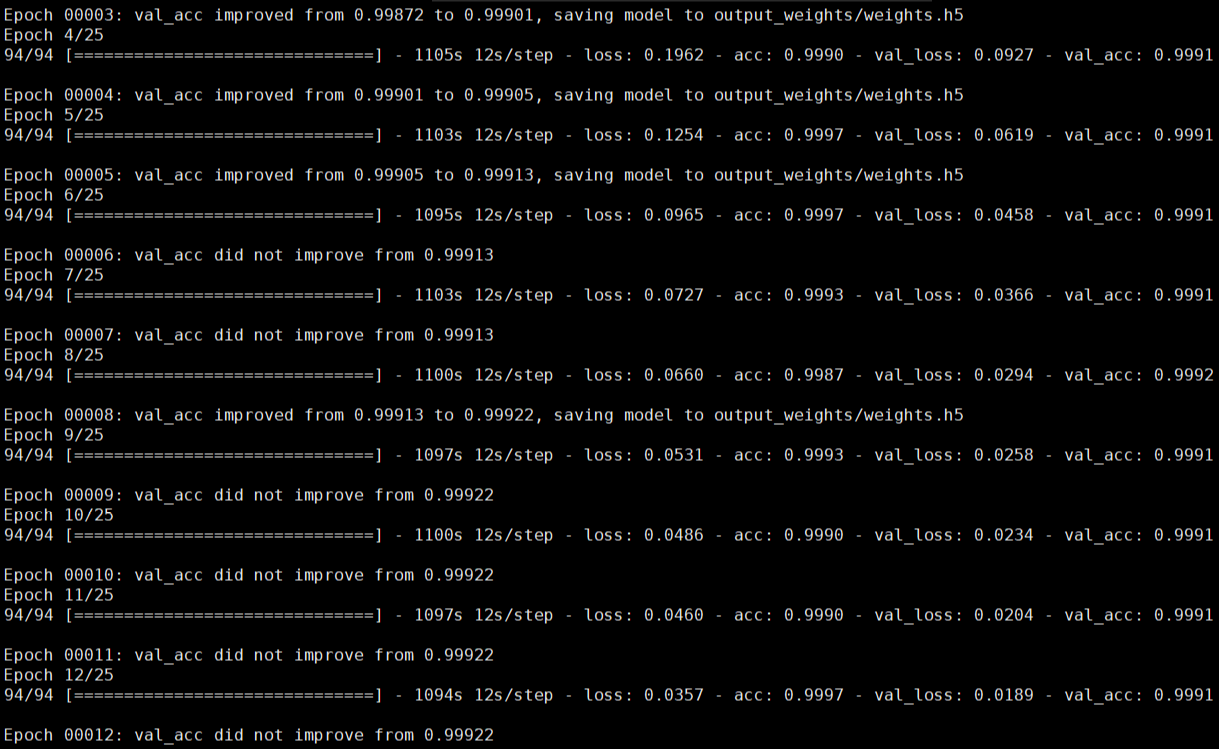 Epoch 00003: val_acc improved from 0.99872 to 0.99901, saving model to output_weights/weights.h5
Epoch 4/25
94/94 [==============================] - 1105s 12s/step - loss: 0.1962 - acc: 0.9990 - val_loss: 0.0927 - val_acc: 0.9991
Epoch 00004: val_acc improved from 0.99901 to 0.99905, saving model to output_weights/weights.h5
Epoch 5/25
94/94 [==============================] - 1103s 12s/step - loss: 0.1254 - acc: 0.9997 - val_loss: 0.0619 - val_acc: 0.9991
Epoch 00005: val_acc improved from 0.99905 to 0.99913, saving model to output_weights/weights.h5
Epoch 6/25
94/94 [==============================] - 1095s 12s/step - loss: 0.0965 - acc: 0.9997 - val_loss: 0.0458 - val_acc: 0.9991
Epoch 00006: val_acc did not improve from 0.99913
Epoch 7/25
94/94 [==============================] - 1103s 12s/step - loss: 0.0727 - acc: 0.9993 - val_loss: 0.0366 - val_acc: 0.9991
Epoch 00007: val_acc did not improve from 0.99913
Epoch 8/25
94/94 [==============================] - 1100s 12s/step - loss: 0.0660 - acc: 0.9987 - val_loss: 0.0294 - val_acc: 0.9992
Epoch 00008: val_acc improved from 0.99913 to 0.99922, saving model to output_weights/weights.h5
Epoch 9/25
94/94 [==============================] - 1097s 12s/step - loss: 0.0531 - acc: 0.9993 - val_loss: 0.0258 - val_acc: 0.9991
Epoch 00009: val_acc did not improve from 0.99922
Epoch 10/25
94/94 [==============================] - 1100s 12s/step - loss: 0.0486 - acc: 0.9990 - val_loss: 0.0234 - val_acc: 0.9991
Epoch 00010: val_acc did not improve from 0.99922
Epoch 11/25
94/94 [==============================] - 1097s 12s/step - loss: 0.0460 - acc: 0.9990 - val_loss: 0.0204 - val_acc: 0.9991
Epoch 00011: val_acc did not improve from 0.99922
Epoch 12/25
94/94 [==============================] - 1094s 12s/step - loss: 0.0357 - acc: 0.9997 - val_loss: 0.0189 - val_acc: 0.9991
Epoch 00012: val_acc did not improve from 0.99922